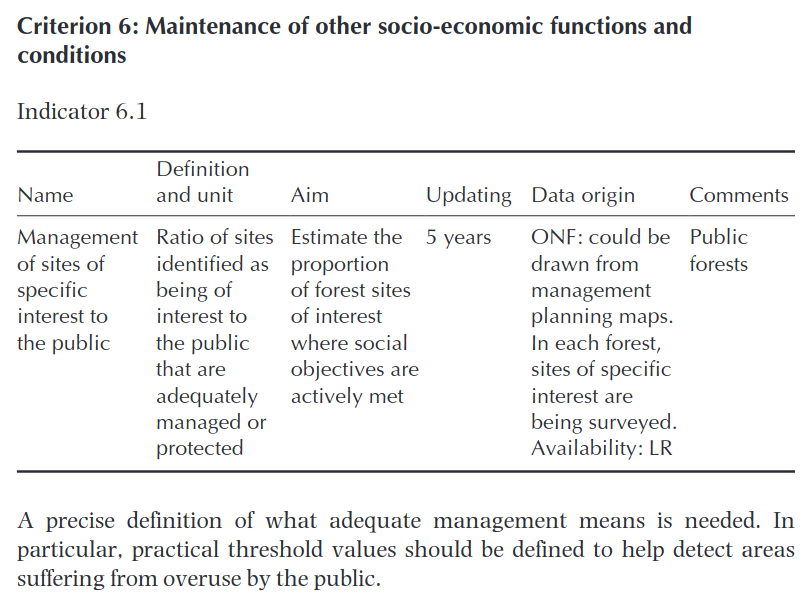 Criterion 6: Maintenance of other socio-economic functions and
conditions
Indicator 6.1
Name
Definition
and unit
Aim
Updating
Data origin
Comments
Management
of sites of
specific
interest to
the public
Ratio of sites
identified as
being of
interest to
the public
that are
adequately
managed or
protected
Estimate the
proportion
of forest sites
of interest
where social
objectives are
actively met
5 years
ONF: could be
drawn from
management
planning maps.
In each forest,
sites of specific
interest are
being surveyed.
Availability: LR
Public
forests
A precise definition of what adequate management means is needed. In
particular, practical threshold values should be defined to help detect areas
suffering from overuse by the public.